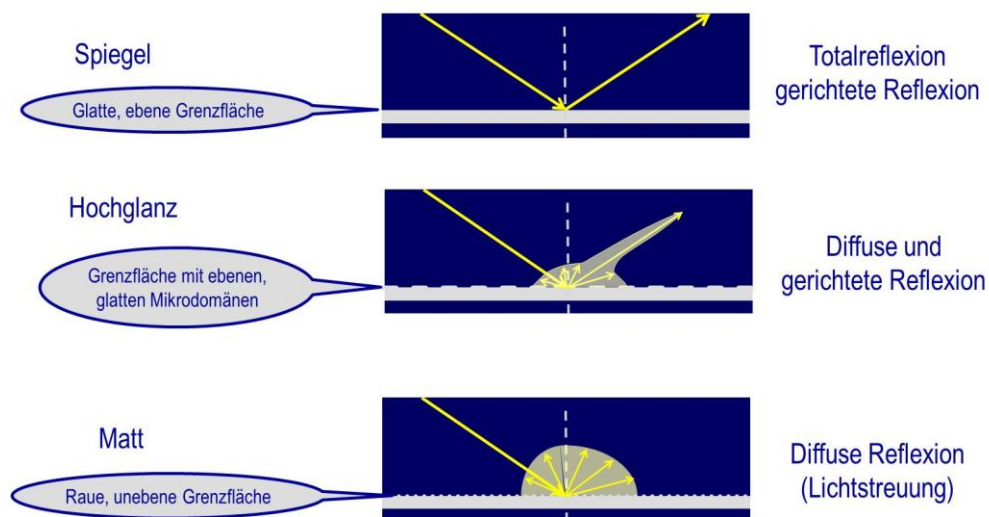 Spiegel
Glatte, ebene Grenzfläche
Totalreflexion
gerichtete Reflexion
Hochglanz
Grenzfläche mit ebenen,
glatten Mikrodomänen
Diffuse und
gerichtete Reflexion
Matt
Raue, unebene Grenzfläche
Diffuse Reflexion
(Lichtstreuung)